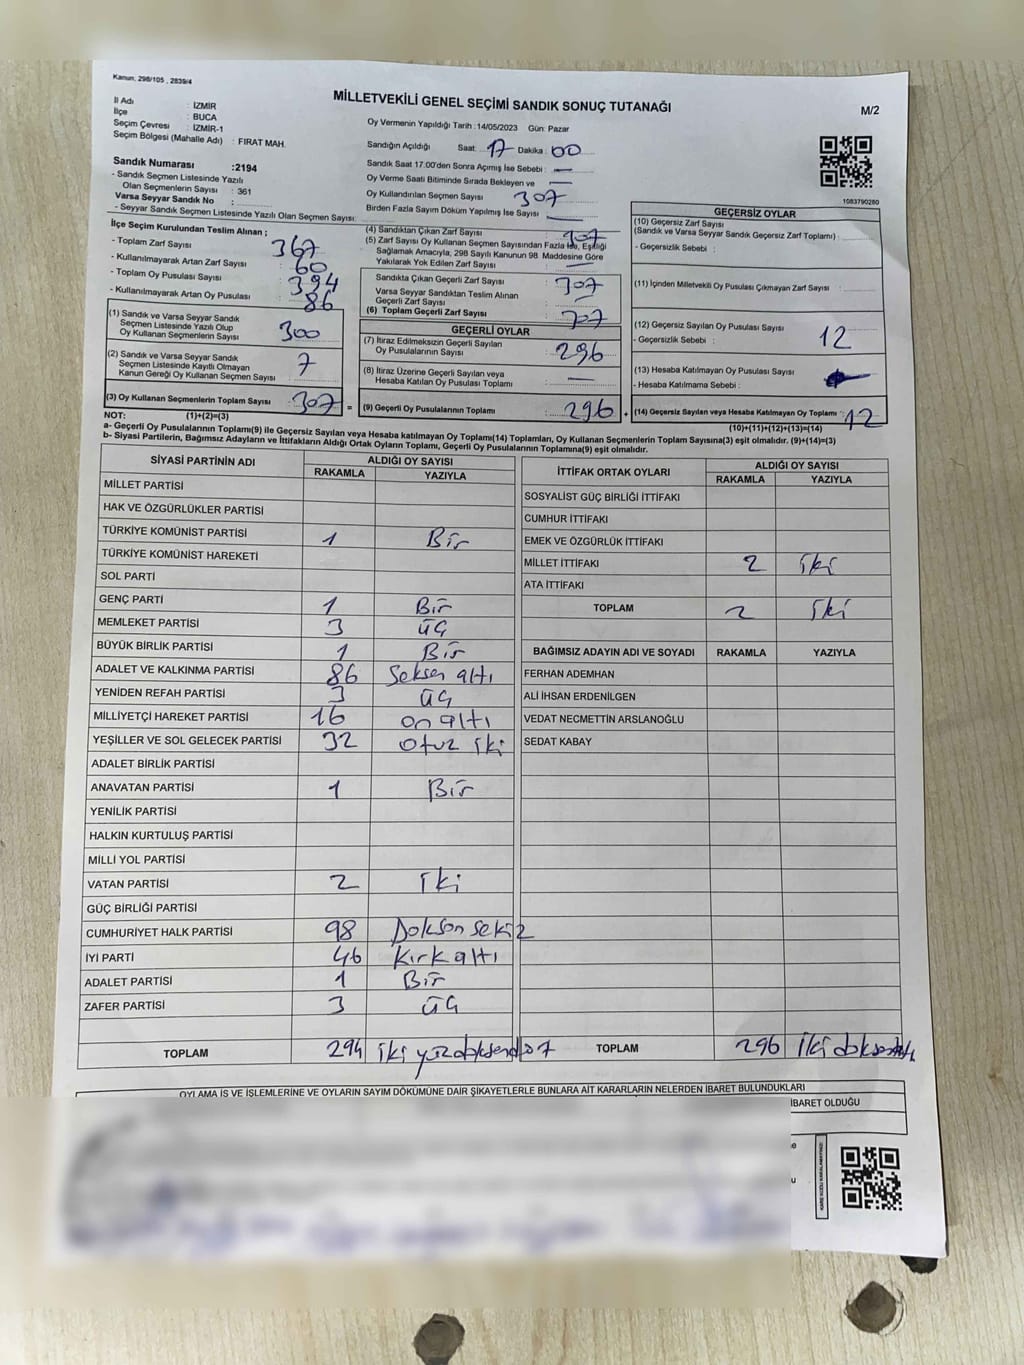 Kanun, 298/105 , 2839/4
MİLLETVEKİLİ GENEL SEÇİMİ SANDIK SONUÇ TUTANAĞI
M/2
İl Adı : İZMİR
İlçe : BUCA
Seçim Çevresi : İZMİR-1
Seçim Bölgesi (Mahalle Adı) : FIRAT MAH.
Sandık Numarası :2194
- Sandık Seçmen Listesinde Yazılı
Olan Seçmenlerin Sayısı : 361
Varsa Seyyar Sandık No :
- Seyyar Sandık Seçmen Listesinde Yazılı Olan Seçmen Sayısı:
Oy Vermenin Yapıldığı Tarih :14/05/2023 Gün: Pazar
Sandığın Açıldığı Saat: 17 Dakika: 00
Sandık Saat 17:00'den Sonra Açımış İse Sebebi : —
Oy Verme Saati Bitiminde Sırada Bekleyen ve —
Oy Kullandırılan Seçmen Sayısı 307
Birden Fazla Sayım Döküm Yapılmış İse Sayısı —
1083790260
İlçe Seçim Kurulundan Teslim Alınan ;
- Toplam Zarf Sayısı 367
- Kullanılmayarak Artan Zarf Sayısı 60
- Toplam Oy Pusulası Sayısı 394
- Kullanılmayarak Artan Oy Pusulası 86
(1) Sandık ve Varsa Seyyar Sandık
Seçmen Listesinde Yazılı Olup
Oy Kullanan Seçmenlerin Sayısı : 300
(2) Sandık ve Varsa Seyyar Sandık
Seçmen Listesinde Kayıtlı Olmayan
Kanun Gereği Oy Kullanan Seçmen Sayısı : 7
(3) Oy Kullanan Seçmenlerin Toplam Sayısı : 307 =
(4) Sandıktan Çıkan Zarf Sayısı : 307
(5) Zarf Sayısı Oy Kullanan Seçmen Sayısından Fazla İse, Eşitliği
Sağlamak Amacıyla, 298 Sayılı Kanunun 98 Maddesine Göre
Yakılarak Yok Edilen Zarf Sayısı : —
Sandıkta Çıkan Geçerli Zarf Sayısı : 307
Varsa Seyyar Sandıktan Teslim Alınan
Geçerli Zarf Sayısı : —
(6) Toplam Geçerli Zarf Sayısı : 307
GEÇERLİ OYLAR
(7) İtiraz Edilmeksizin Geçerli Sayılan
Oy Pusulalarının Sayısı : 296
(8) İtiraz Üzerine Geçerli Sayılan veya
Hesaba Katılan Oy Pusulası Toplamı : —
(9) Geçerli Oy Pusulalarının Toplamı : 296 +
GEÇERSİZ OYLAR
(10) Geçersiz Zarf Sayısı
(Sandık ve Varsa Seyyar Sandık Geçersiz Zarf Toplamı) :
- Geçersizlik Sebebi :
(11) İçinden Milletvekili Oy Pusulası Çıkmayan Zarf Sayısı :
(12) Geçersiz Sayılan Oy Pusulası Sayısı : 12
- Geçersizlik Sebebi :
(13) Hesaba Katılmayan Oy Pusulası Sayısı :
- Hesaba Katılmama Sebebi :
(14) Geçersiz Sayılan veya Hesaba Katılmayan Oy Toplamı : 12
NOT: (1)+(2)=(3)
(10)+(11)+(12)+(13)=(14)
a- Geçerli Oy Pusulalarının Toplamı(9) ile Geçersiz Sayılan veya Hesaba katılmayan Oy Toplamı(14) Toplamları, Oy Kullanan Seçmenlerin Toplam Sayısına(3) eşit olmalıdır. (9)+(14)=(3)
b- Siyasi Partilerin, Bağımsız Adayların ve İttifakların Aldığı Ortak Oyların Toplamı, Geçerli Oy Pusulalarının Toplamına(9) eşit olmalıdır.
SİYASİ PARTİNİN ADI ALDIĞI OY SAYISI
RAKAMLA YAZIYLA
MİLLET PARTİSİ
HAK VE ÖZGÜRLÜKLER PARTİSİ
TÜRKİYE KOMÜNİST PARTİSİ 1 Bir
TÜRKİYE KOMÜNİST HAREKETİ
SOL PARTİ
GENÇ PARTİ 1 Bir
MEMLEKET PARTİSİ 3 üç
BÜYÜK BİRLİK PARTİSİ 1 Bir
ADALET VE KALKINMA PARTİSİ 86 Seksen altı
YENİDEN REFAH PARTİSİ 3 üç
MİLLİYETÇİ HAREKET PARTİSİ 16 on altı
YEŞİLLER VE SOL GELECEK PARTİSİ 32 otuz iki
ADALET BİRLİK PARTİSİ
ANAVATAN PARTİSİ 1 Bir
YENİLİK PARTİSİ
HALKIN KURTULUŞ PARTİSİ
MİLLİ YOL PARTİSİ
VATAN PARTİSİ 2 iki
GÜÇ BİRLİĞİ PARTİSİ
CUMHURİYET HALK PARTİSİ 98 Doksan sekiz
İYİ PARTİ 46 Kırk altı
ADALET PARTİSİ 1 Bir
ZAFER PARTİSİ 3 üç
TOPLAM 294 iki yüz
İTTİFAK ORTAK OYLARI ALDIĞI OY SAYISI
RAKAMLA YAZIYLA
SOSYALİST GÜÇ BİRLİĞİ İTTİFAKI
CUMHUR İTTİFAKI
EMEK VE ÖZGÜRLÜK İTTİFAKI
MİLLET İTTİFAKI 2 iki
ATA İTTİFAKI
TOPLAM 2 iki
BAĞIMSIZ ADAYIN ADI VE SOYADI RAKAMLA YAZIYLA
FERHAN ADEMHAN
ALİ İHSAN ERDENİLGEN
VEDAT NECMETTİN ARSLANOĞLU
SEDAT KABAY
TOPLAM 296 iki
OYLAMA İŞ VE İŞLEMLERİNE VE OYLARIN SAYIM DÖKÜMÜNE DAİR ŞİKAYETLERLE BUNLARA AİT KARARLARIN NELERDEN İBARET BULUNDUKLARI
İBARET OLDUĞU